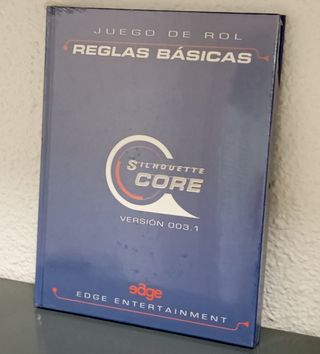 JUEGO DE ROL
REGLAS BÁSICAS
SILHOUETTE
CORE
VERSIÓN 003.1
edge
EDGE ENTERTAINMENT